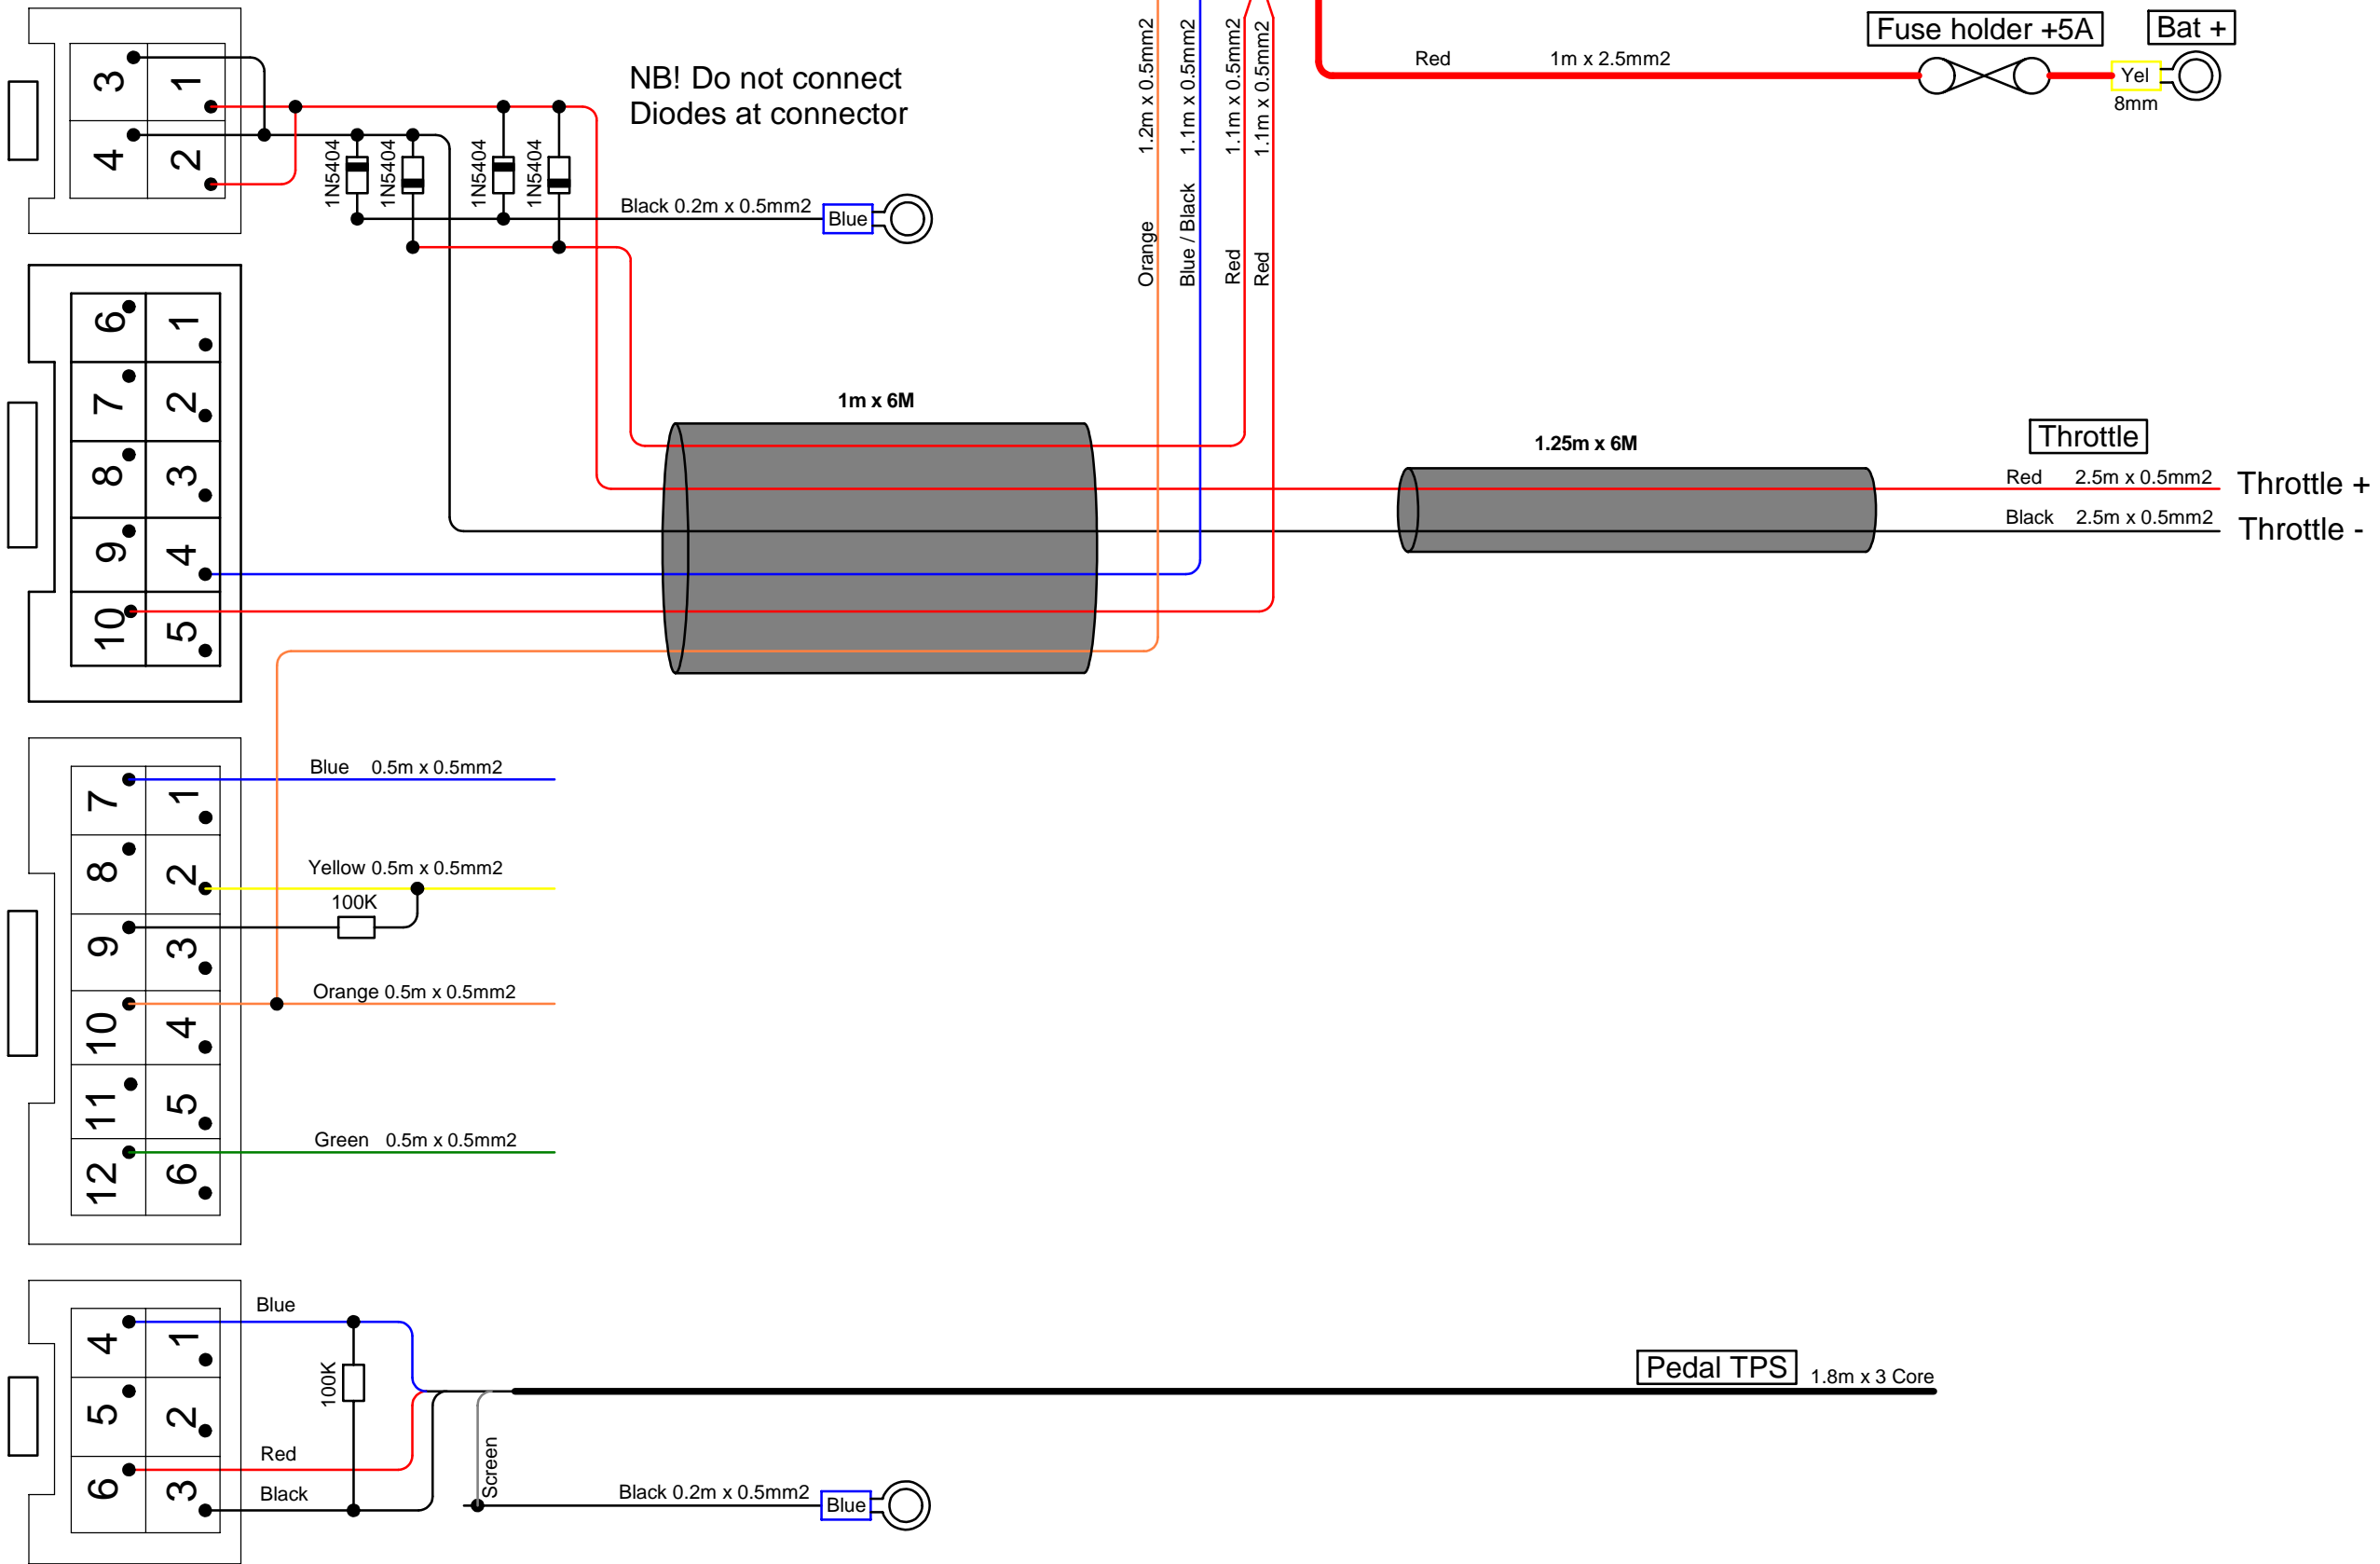 3
1
4
2
NB! Do not connect
Diodes at connector
1N5404
1N5404
1N5404
1N5404
Black 0.2m x 0.5mm2
Blue
Orange 1.2m x 0.5mm2
Blue / Black 1.1m x 0.5mm2
Red 1.1m x 0.5mm2
Red 1.1m x 0.5mm2
Red 1m x 2.5mm2
Fuse holder +5A
Bat +
Yel
8mm
6
1
7
2
8
3
9
4
10
5
1m x 6M
1.25m x 6M
Throttle
Red 2.5m x 0.5mm2 Throttle +
Black 2.5m x 0.5mm2 Throttle -
7
1
8
2
9
3
10
4
11
5
12
6
Blue 0.5m x 0.5mm2
Yellow 0.5m x 0.5mm2
100K
Orange 0.5m x 0.5mm2
Green 0.5m x 0.5mm2
4
1
5
2
6
3
Blue
100K
Red
Black
Screen
Pedal TPS 1.8m x 3 Core
Black 0.2m x 0.5mm2
Blue